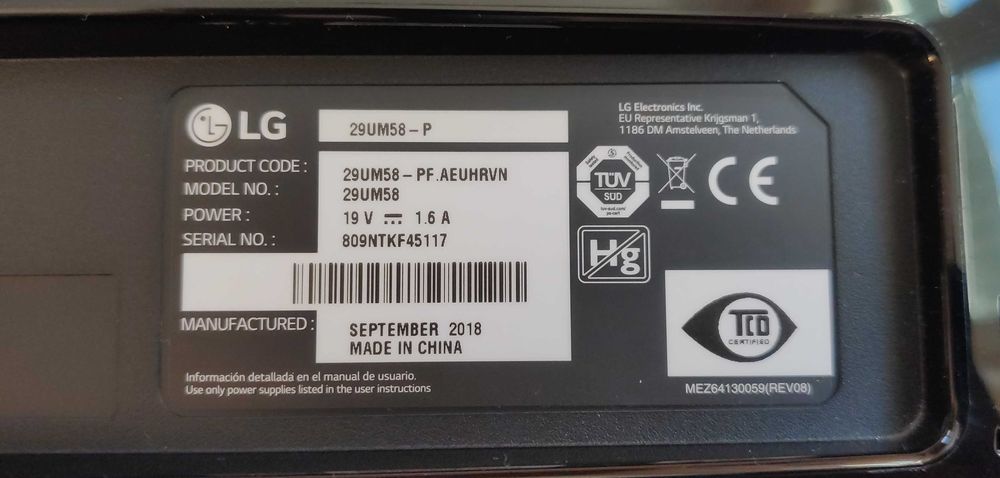 LG
29UM58-P
LG Electronics Inc.
EU Representative Krijgsman 1,
1186 DM Amstelveen, The Netherlands
PRODUCT CODE : 29UM58-PF.AEUHRVN
MODEL NO. : 29UM58
POWER : 19 V ⎓ 1.6 A
SERIAL NO. : 809NTKF45117
MANUFACTURED : SEPTEMBER 2018
MADE IN CHINA
Información detallada en el manual de usuario.
Use only power supplies listed in the user instructions
TÜV
SÜD
CE
Hg
TCO
CERTIFIED
MEZ64130059(REV08)